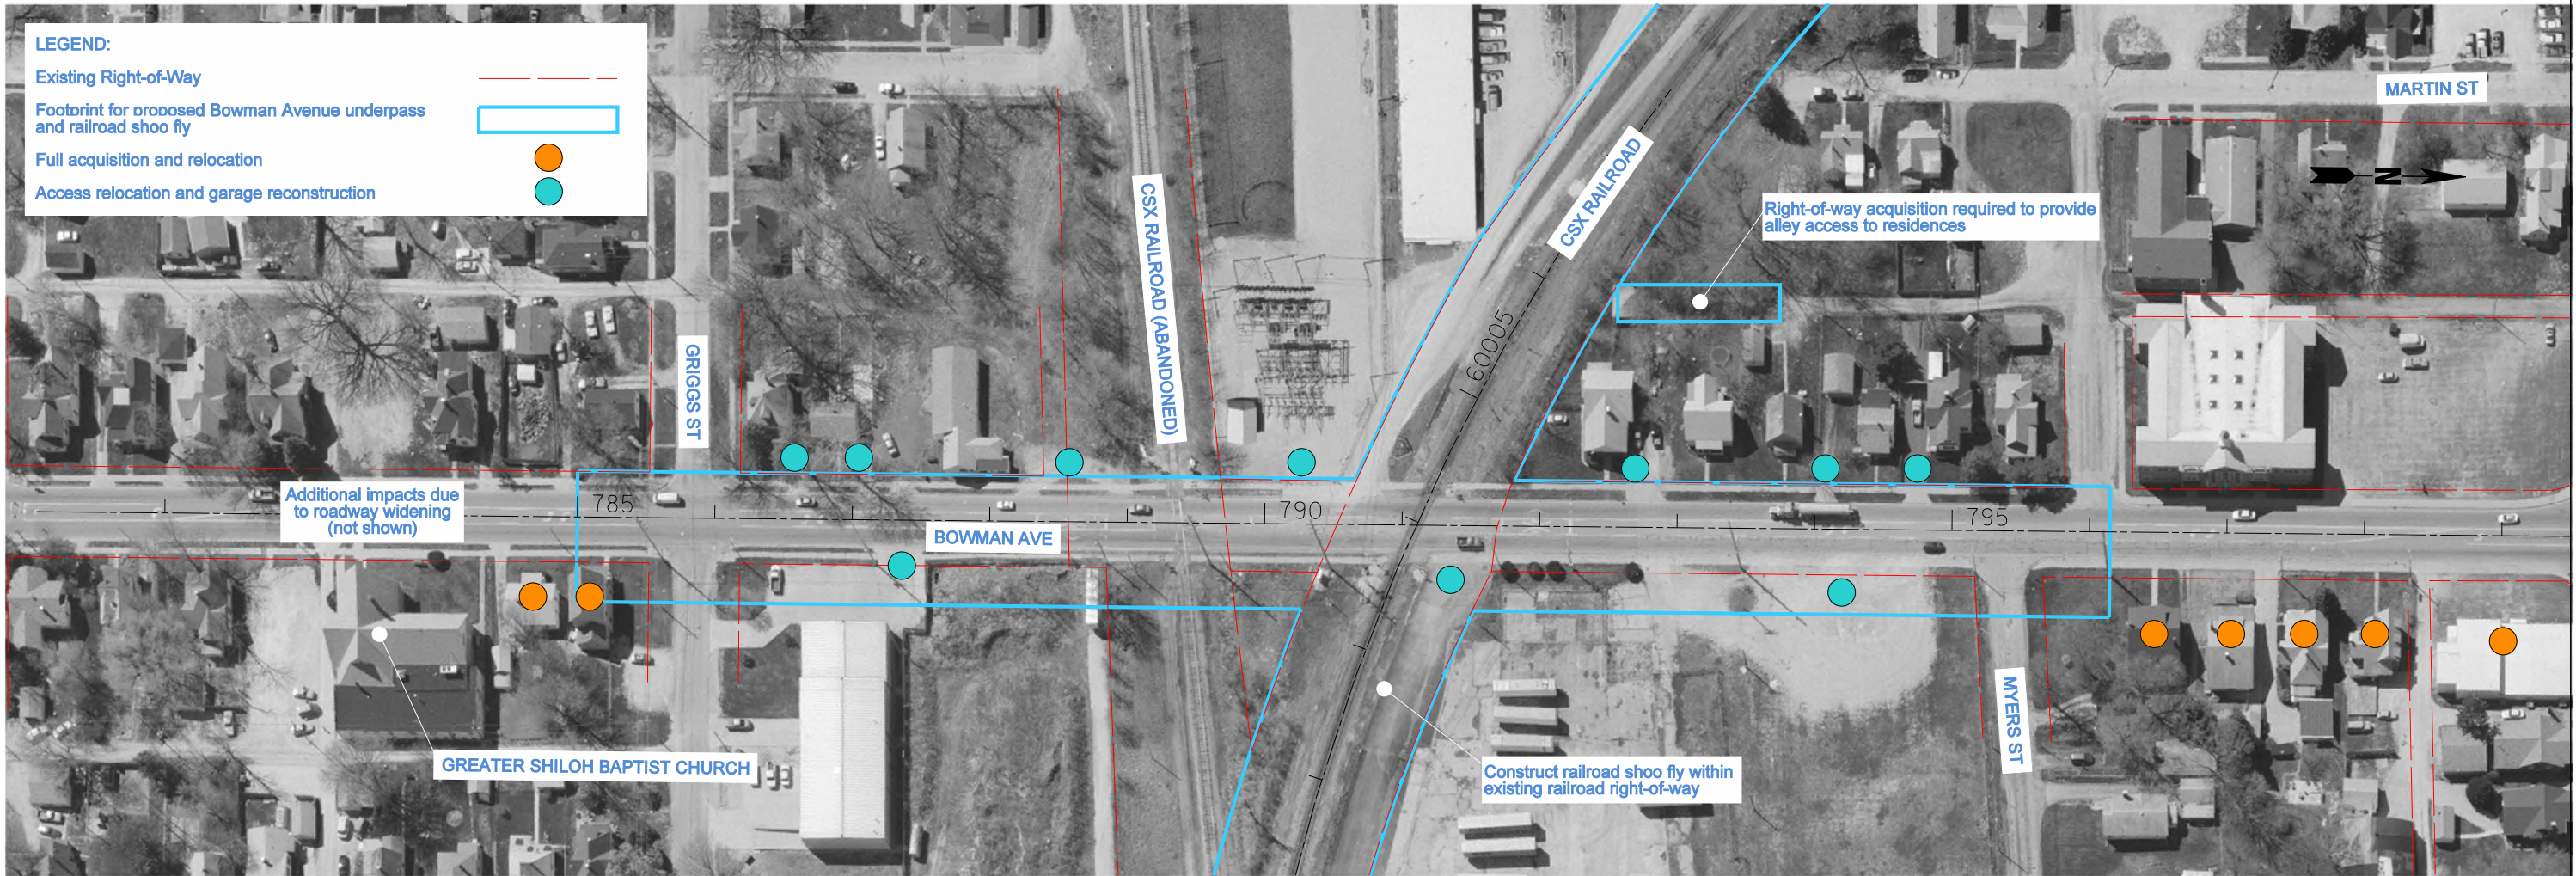 LEGEND:
Existing Right-of-Way
Footprint for proposed Bowman Avenue underpass
and railroad shoo fly
Full acquisition and relocation
Access relocation and garage reconstruction
MARTIN ST
N
CSX RAILROAD
CSX RAILROAD (ABANDONED)
Right-of-way acquisition required to provide
alley access to residences
60005
GRIGGS ST
Additional impacts due
to roadway widening
(not shown)
785
790
795
BOWMAN AVE
MYERS ST
GREATER SHILOH BAPTIST CHURCH
Construct railroad shoo fly within
existing railroad right-of-way